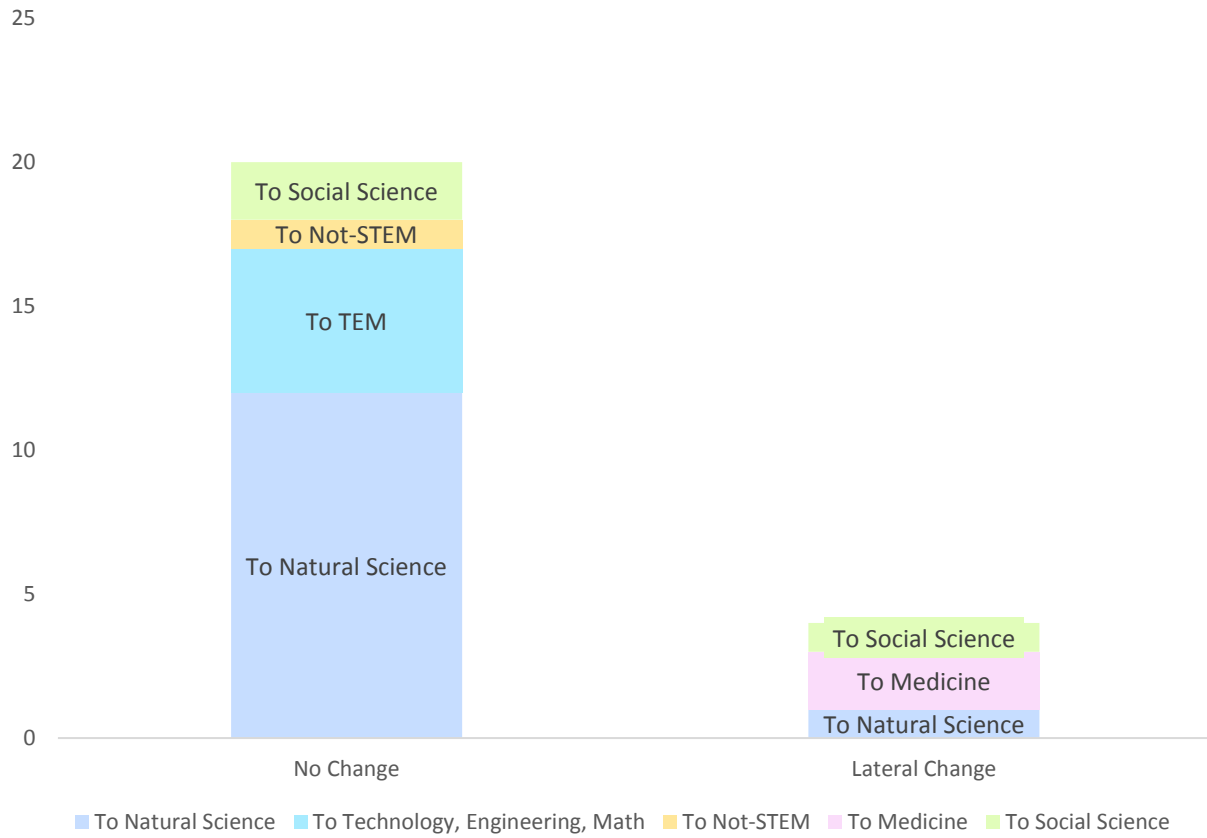 25
20
15
10
5
0
To Social Science
To Not-STEM
To TEM
To Natural Science
To Social Science
To Medicine
To Natural Science
No Change
Lateral Change
To Natural Science To Technology, Engineering, Math To Not-STEM To Medicine To Social Science